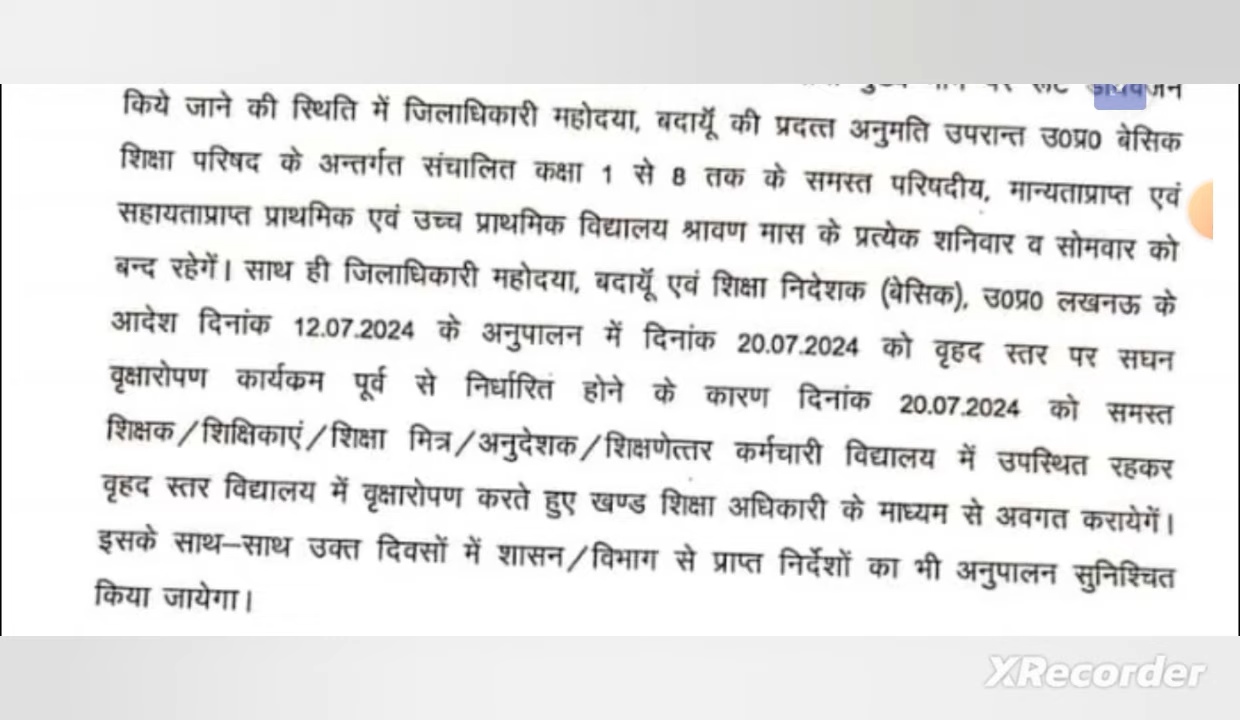 किये जाने की स्थिति में जिलाधिकारी महोदया, बदायूँ की प्रदत्त अनुमति उपरान्त उ0प्र0 बेसिक
शिक्षा परिषद के अन्तर्गत संचालित कक्षा 1 से 8 तक के समस्त परिषदीय, मान्यताप्राप्त एवं
सहायताप्राप्त प्राथमिक एवं उच्च प्राथमिक विद्यालय श्रावण मास के प्रत्येक शनिवार व सोमवार को
बन्द रहेगें। साथ ही जिलाधिकारी महोदया, बदायूँ एवं शिक्षा निदेशक (बेसिक), उ0प्र0 लखनऊ के
आदेश दिनांक 12.07.2024 के अनुपालन में दिनांक 20.07.2024 को वृहद स्तर पर सघन
वृक्षारोपण कार्यकम पूर्व से निर्धारित होने के कारण दिनांक 20.07.2024 को समस्त
शिक्षक/शिक्षिकाएं/शिक्षा मित्र/अनुदेशक/शिक्षणेत्तर कर्मचारी विद्यालय में उपस्थित रहकर
वृहद स्तर विद्यालय में वृक्षारोपण करते हुए खण्ड शिक्षा अधिकारी के माध्यम से अवगत करायेगें।
इसके साथ–साथ उक्त दिवसों में शासन/विभाग से प्राप्त निर्देशों का भी अनुपालन सुनिश्चित
किया जायेगा।
XRecorder